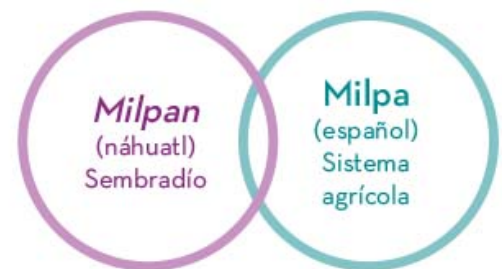 Milpan
(náhuatl)
Sembradío
Milpa
(español)
Sistema
agrícola